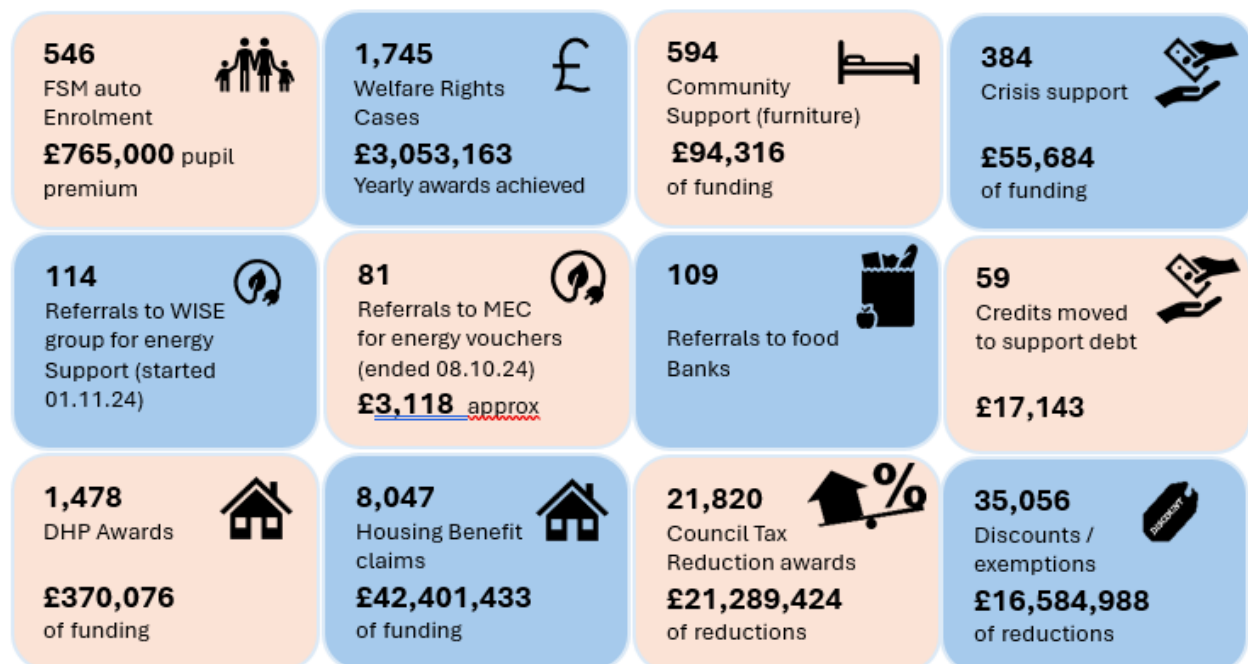 546
FSM auto
Enrolment
£765,000 pupil
premium
1,745
Welfare Rights
Cases
£3,053,163
Yearly awards achieved
594
Community
Support (furniture)
£94,316
of funding
384
Crisis support
£55,684
of funding
114
Referrals to WISE
group for energy
Support (started
01.11.24)
81
Referrals to MEC
for energy vouchers
(ended 08.10.24)
£3,118 approx
109
Referrals to food
Banks
59
Credits moved
to support debt
£17,143
1,478
DHP Awards
£370,076
of funding
8,047
Housing Benefit
claims
£42,401,433
of funding
%
21,820
Council Tax
Reduction awards
£21,289,424
of reductions
DISCOUNT
35,056
Discounts /
exemptions
£16,584,988
of reductions